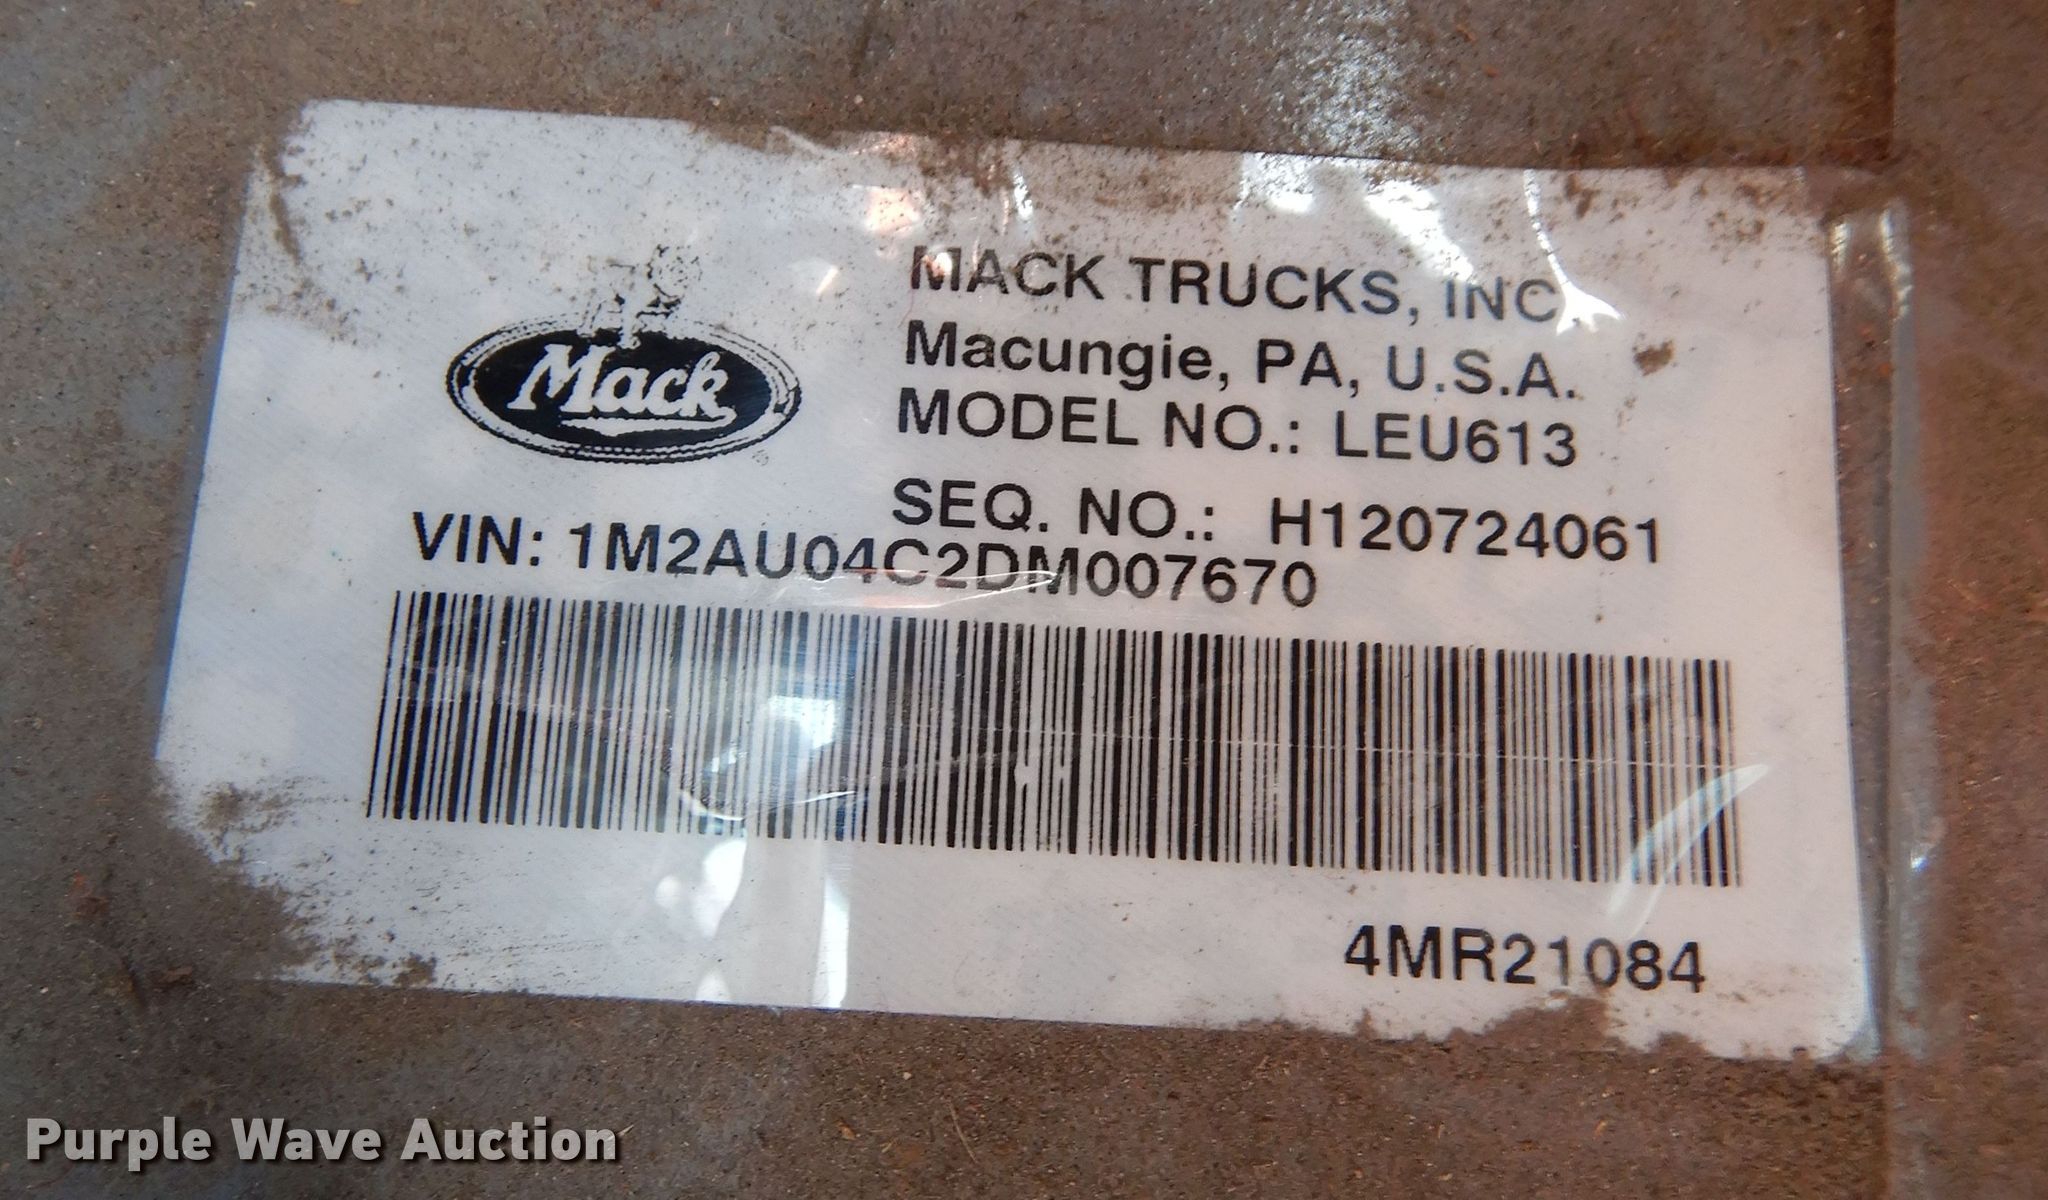 Mack
®
MACK TRUCKS, INC.
Macungie, PA, U.S.A.
MODEL NO.: LEU613
SEQ. NO.: H120724061
VIN: 1M2AU04C2DM007670
4MR21084
Purple Wave Auction